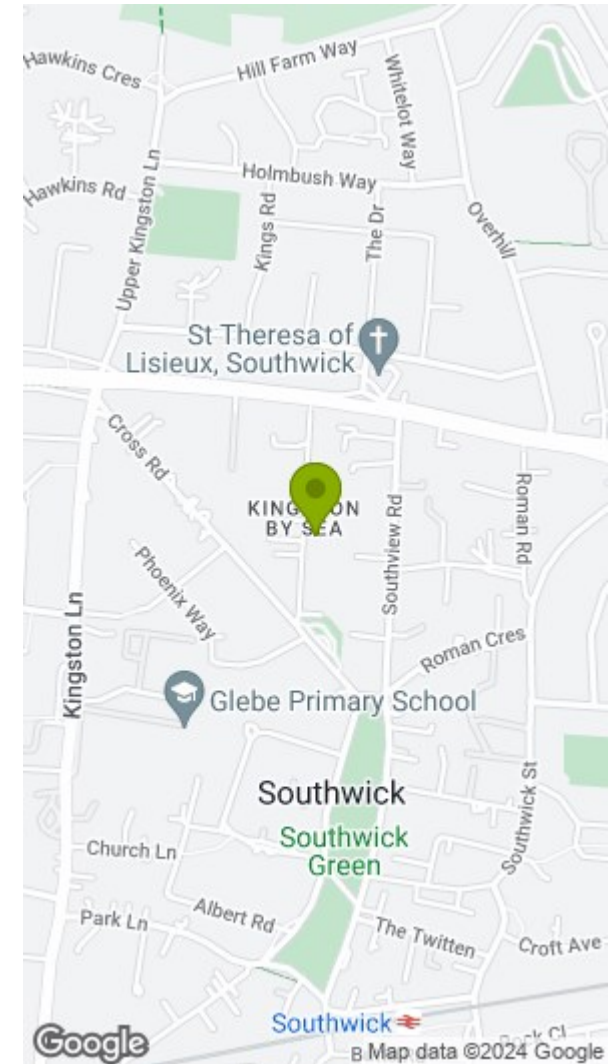 Hawkins Cres
Hill Farm Way
Whitelot Way
Holmbush Way
Hawkins Rd
Upper Kingston Ln
Kings Rd
The Dr
Overhill
St Theresa of
Lisieux, Southwick
Cross Rd
KINGSTON
BY SEA
Southview Rd
Roman Rd
Phoenix Way
Kingston Ln
Roman Cres
Glebe Primary School
Southwick
Southwick
Green
Southwick St
Church Ln
Albert Rd
Park Ln
The Twitten
Croft Ave
Southwick
Google
Map data ©2024 Google